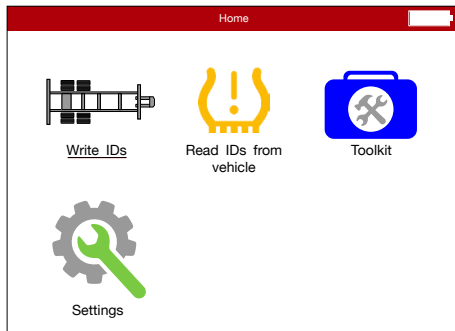 Home
Write IDs
Read IDs from
vehicle
Toolkit
Settings